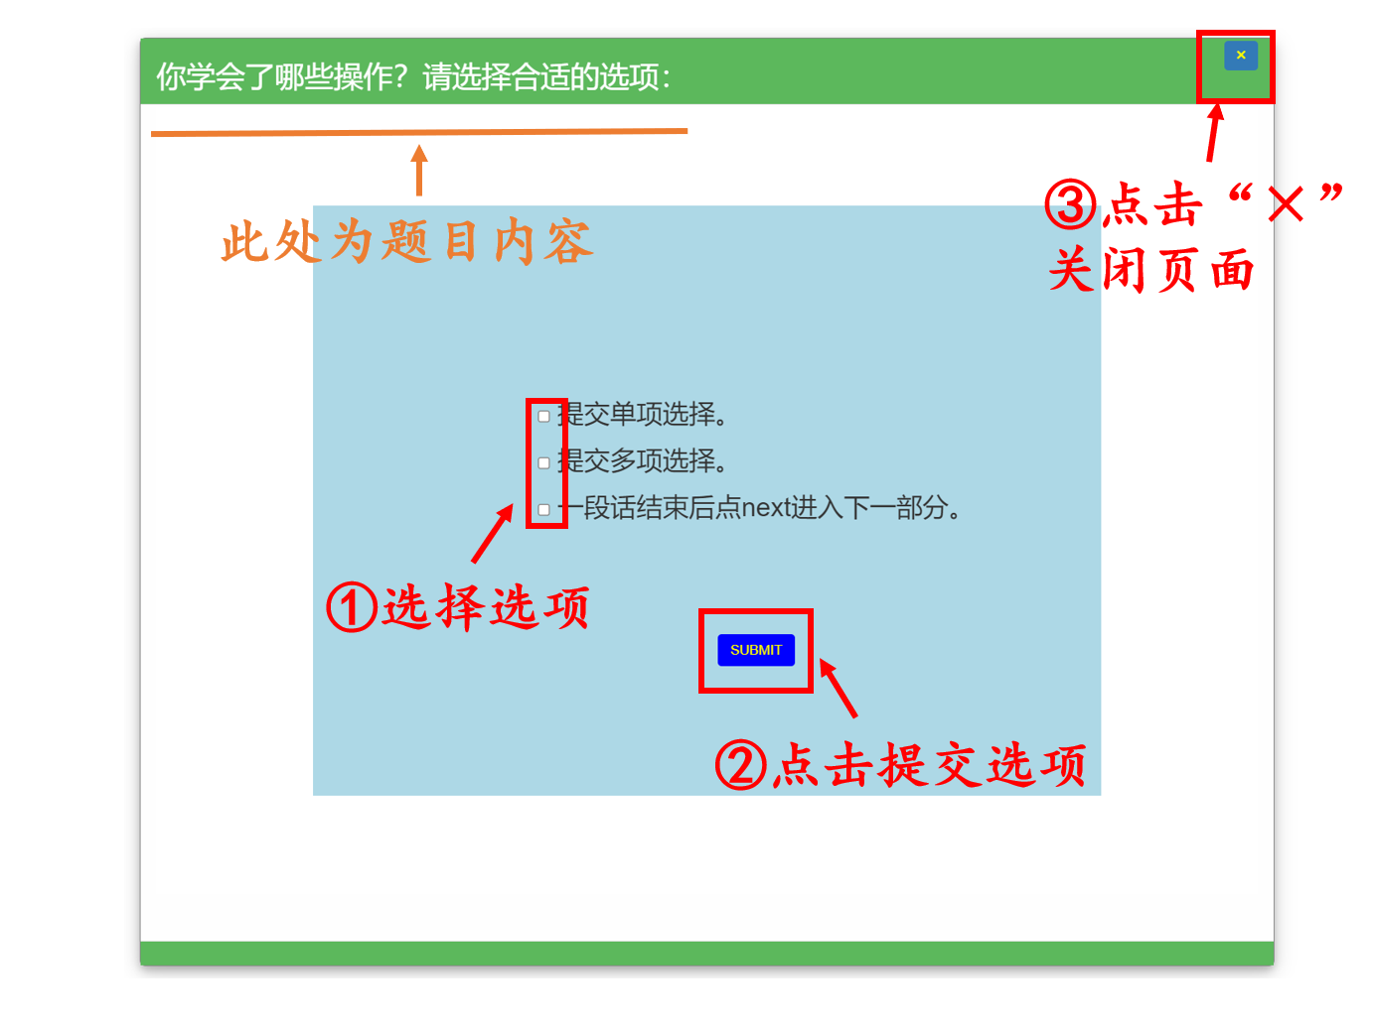 你学会了哪些操作？请选择合适的选项：
×
此处为题目内容
③点击“×”
关闭页面
提交单项选择。
提交多项选择。
一段话结束后点next进入下一部分。
①选择选项
SUBMIT
②点击提交选项